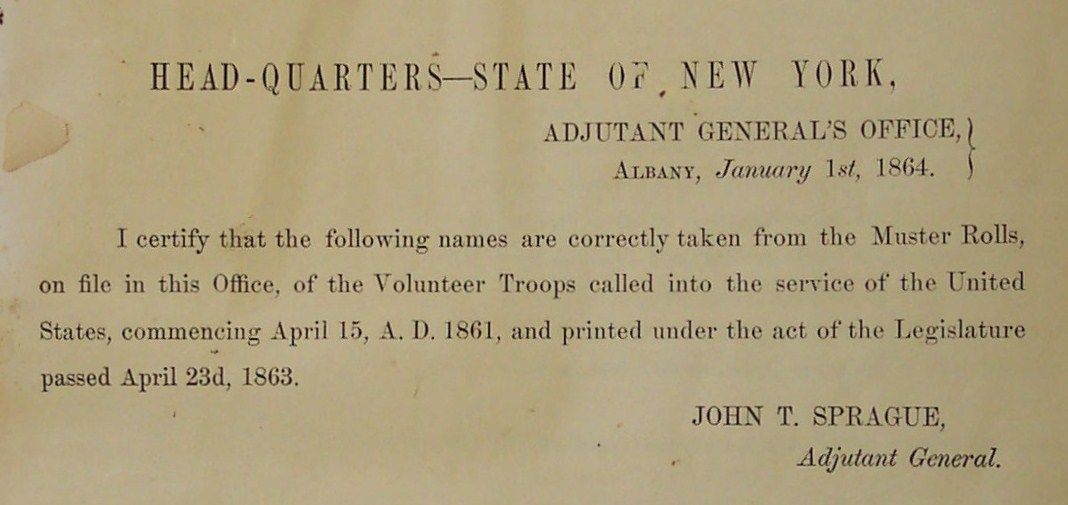 HEAD-QUARTERS—STATE OF NEW YORK,
ADJUTANT GENERAL'S OFFICE,
ALBANY, January 1st, 1864.
I certify that the following names are correctly taken from the Muster Rolls,
on file in this Office, of the Volunteer Troops called into the service of the United
States, commencing April 15, A. D. 1861, and printed under the act of the Legislature
passed April 23d, 1863.
JOHN T. SPRAGUE,
Adjutant General.